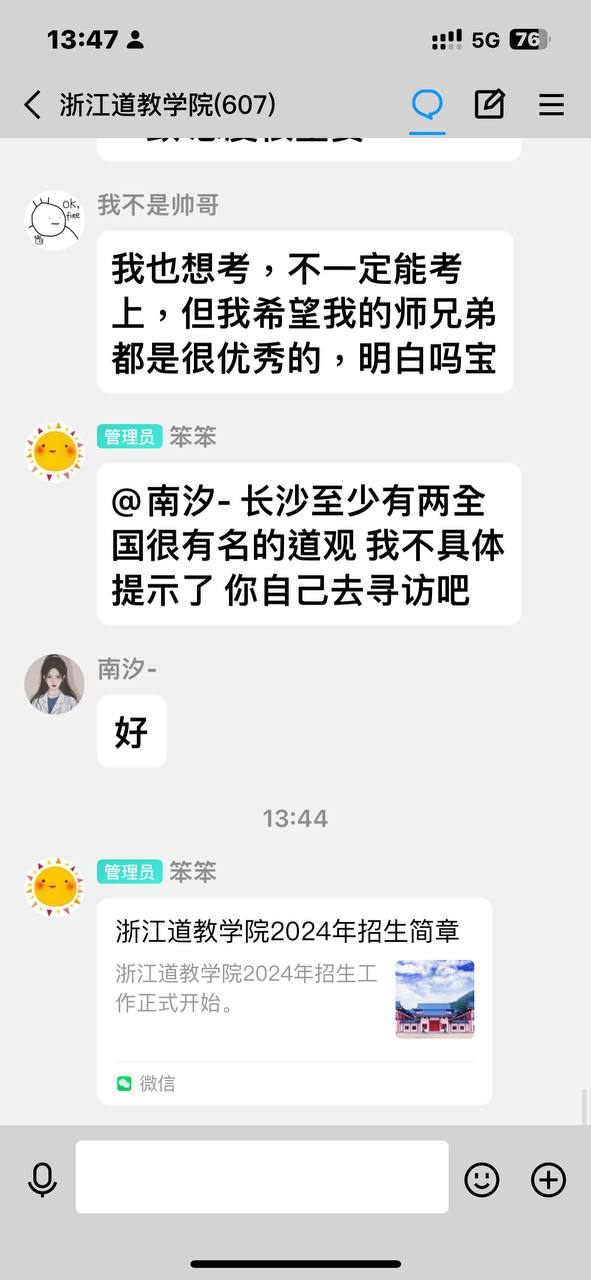 13:47
5G
76
浙江道教学院(607)
我不是帅哥
ok,
fine
我也想考，不一定能考
上，但我希望我的师兄弟
都是很优秀的，明白吗宝
管理员 笨笨
@南汐- 长沙至少有两全
国很有名的道观 我不具体
提示了 你自己去寻访吧
南汐-
好
13:44
管理员 笨笨
浙江道教学院2024年招生简章
浙江道教学院2024年招生工
作正式开始。
微信